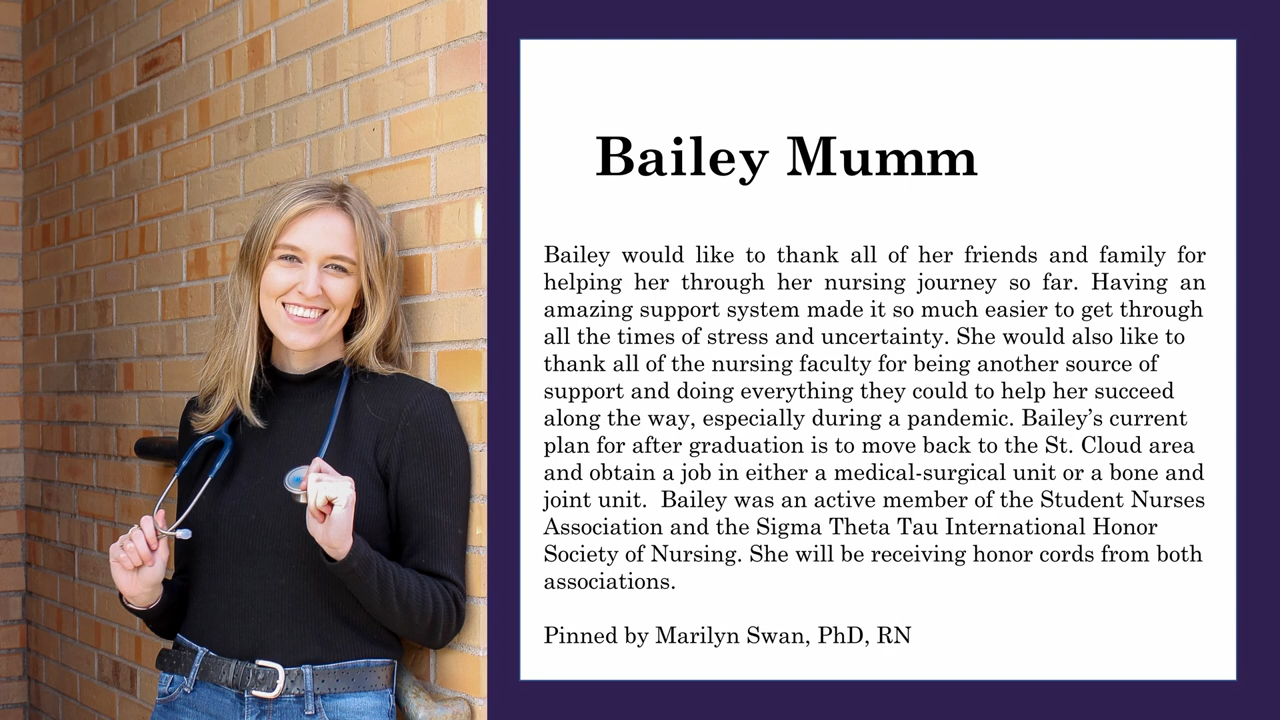 Bailey Mumm
Bailey would like to thank all of her friends and family for
helping her through her nursing journey so far. Having an
amazing support system made it so much easier to get through
all the times of stress and uncertainty. She would also like to
thank all of the nursing faculty for being another source of
support and doing everything they could to help her succeed
along the way, especially during a pandemic. Bailey’s current
plan for after graduation is to move back to the St. Cloud area
and obtain a job in either a medical-surgical unit or a bone and
joint unit.  Bailey was an active member of the Student Nurses
Association and the Sigma Theta Tau International Honor
Society of Nursing. She will be receiving honor cords from both
associations.
Pinned by Marilyn Swan, PhD, RN